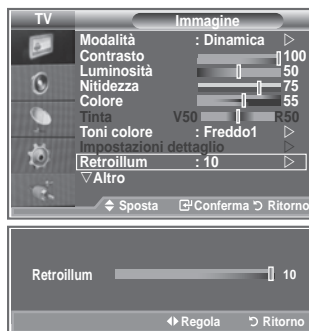 TV Immagine
Modalità : Dinamica
Contrasto 100
Luminosità 50
Nitidezza 75
Colore 55
Tinta V50 R50
Toni colore : Freddo1
Impostazioni dettaglio
Retroillum : 10
▽Altro
Sposta Conferma Ritorno
Retroillum 10
Regola Ritorno